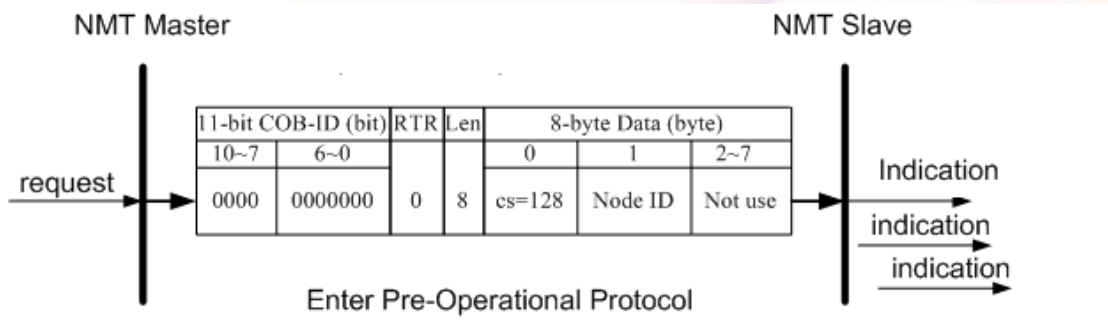 NMT Master NMT Slave
11-bit COB-ID (bit) RTR Len 8-byte Data (byte)
10~7 6~0 0 1 2~7
request 0000 0000000 0 8 cs=128 Node ID Not use Indication
indication
indication
Enter Pre-Operational Protocol